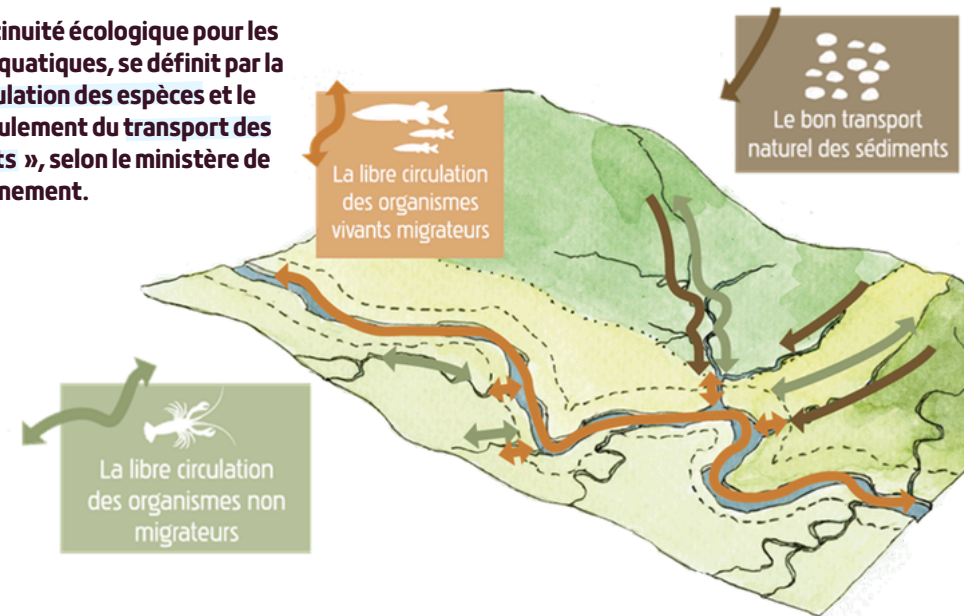 tinuité écologique pour les
quatiques, se définit par la
ulation des espèces et le
oulement du transport des
ts », selon le ministère de
nement.
La libre circulation
des organismes
vivants migrateurs
Le bon transport
naturel des sédiments
La libre circulation
des organismes non
migrateurs